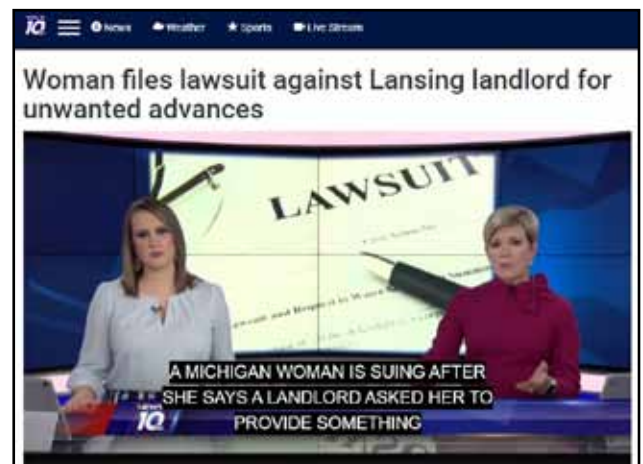 10 News Weather Sports Live Stream
Woman files lawsuit against Lansing landlord for
unwanted advances
LAWSUIT
A MICHIGAN WOMAN IS SUING AFTER
SHE SAYS A LANDLORD ASKED HER TO
PROVIDE SOMETHING
NEWS
10